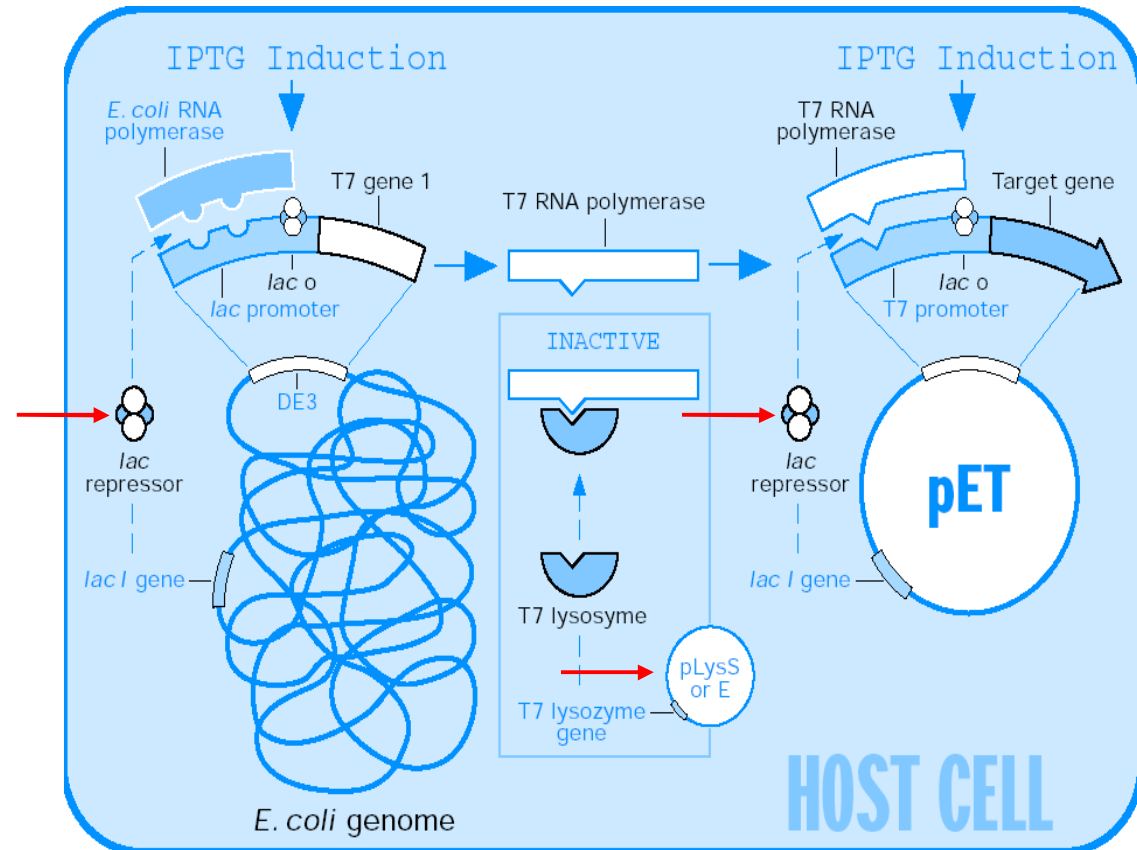 IPTG Induction
E. coli RNA
polymerase
T7 gene 1
lac o
lac promoter
DE3
lac
repressor
lac I gene
E. coli genome
T7 RNA polymerase
INACTIVE
T7 lysosyme
pLysS
or E
T7 lysozyme
gene
IPTG Induction
T7 RNA
polymerase
Target gene
lac o
T7 promoter
lac
repressor
lac I gene
pET
HOST CELL